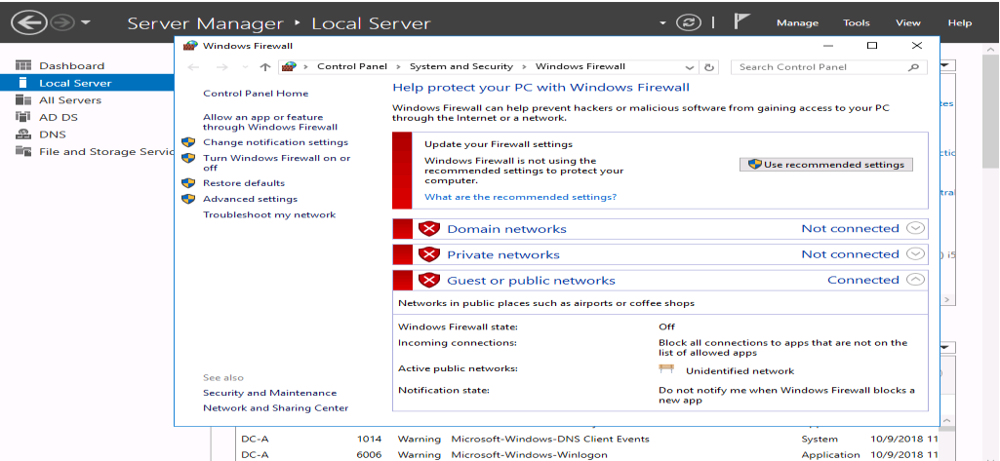 Server Manager • Local Server
Manage Tools View Help
Windows Firewall
Control Panel > System and Security > Windows Firewall
Search Control Panel
Dashboard
Local Server
All Servers
AD DS
DNS
File and Storage Servic
Control Panel Home
Allow an app or feature
through Windows Firewall
Change notification settings
Turn Windows Firewall on or
off
Restore defaults
Advanced settings
Troubleshoot my network
See also
Security and Maintenance
Network and Sharing Center
Help protect your PC with Windows Firewall
Windows Firewall can help prevent hackers or malicious software from gaining access to your PC
through the Internet or a network.
Update your Firewall settings
Windows Firewall is not using the
recommended settings to protect your
computer.
What are the recommended settings?
Use recommended settings
Domain networks Not connected
Private networks Not connected
Guest or public networks Connected
Networks in public places such as airports or coffee shops
Windows Firewall state: Off
Incoming connections: Block all connections to apps that are not on the
list of allowed apps
Active public networks: Unidentified network
Notification state: Do not notify me when Windows Firewall blocks a
new app
DC-A 1014 Warning Microsoft-Windows-DNS Client Events System 10/9/2018 11
DC-A 6006 Warning Microsoft-Windows-Winlogon Application 10/9/2018 11